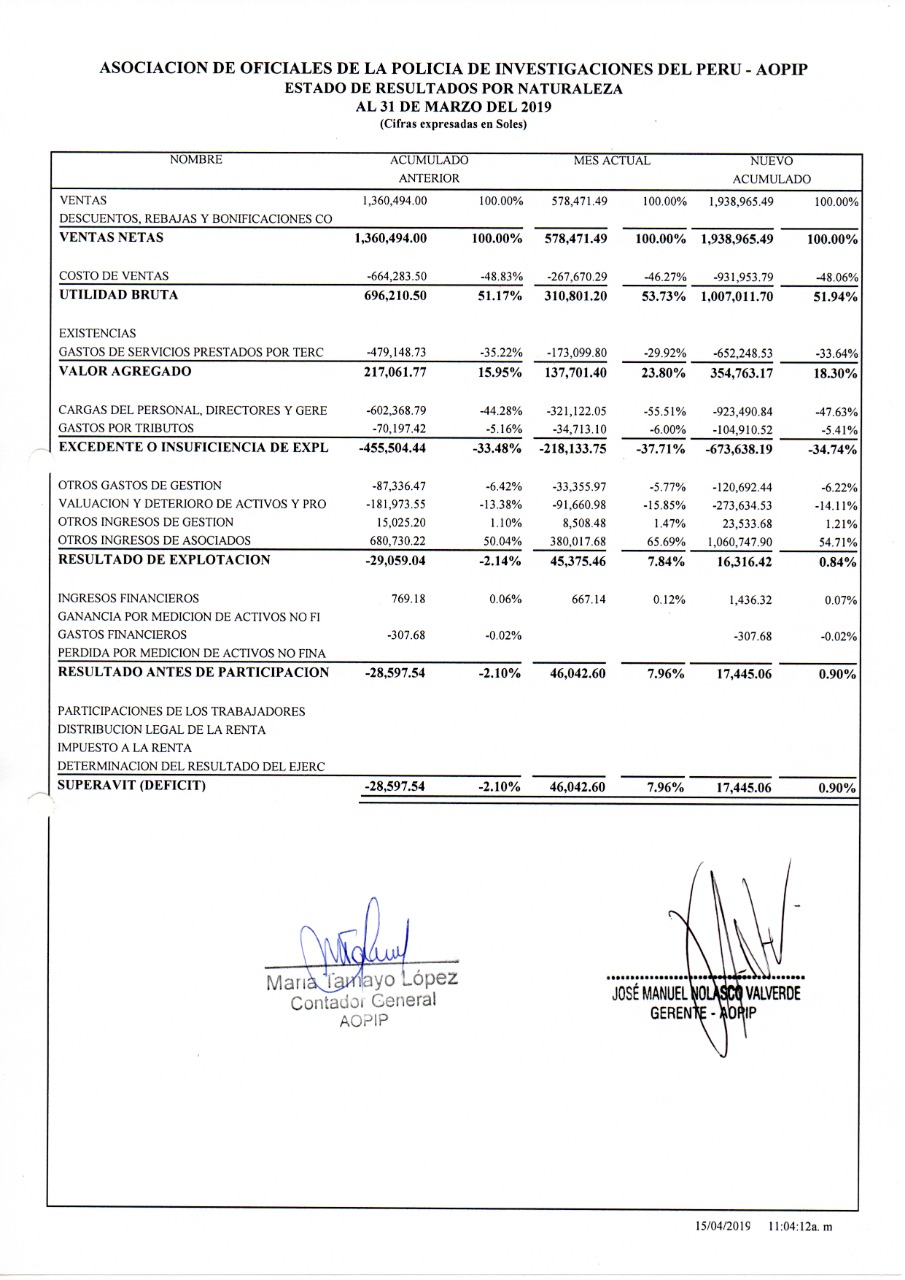 ASOCIACION DE OFICIALES DE LA POLICIA DE INVESTIGACIONES DEL PERU - AOPIP
ESTADO DE RESULTADOS POR NATURALEZA
AL 31 DE MARZO DEL 2019
(Cifras expresadas en Soles)
NOMBRE ACUMULADO ANTERIOR MES ACTUAL NUEVO ACUMULADO
VENTAS 1,360,494.00 100.00% 578,471.49 100.00% 1,938,965.49 100.00%
DESCUENTOS, REBAJAS Y BONIFICACIONES CO
VENTAS NETAS 1,360,494.00 100.00% 578,471.49 100.00% 1,938,965.49 100.00%
COSTO DE VENTAS -664,283.50 -48.83% -267,670.29 -46.27% -931,953.79 -48.06%
UTILIDAD BRUTA 696,210.50 51.17% 310,801.20 53.73% 1,007,011.70 51.94%
EXISTENCIAS
GASTOS DE SERVICIOS PRESTADOS POR TERC -479,148.73 -35.22% -173,099.80 -29.92% -652,248.53 -33.64%
VALOR AGREGADO 217,061.77 15.95% 137,701.40 23.80% 354,763.17 18.30%
CARGAS DEL PERSONAL, DIRECTORES Y GERE -602,368.79 -44.28% -321,122.05 -55.51% -923,490.84 -47.63%
GASTOS POR TRIBUTOS -70,197.42 -5.16% -34,713.10 -6.00% -104,910.52 -5.41%
EXCEDENTE O INSUFICIENCIA DE EXPL -455,504.44 -33.48% -218,133.75 -37.71% -673,638.19 -34.74%
OTROS GASTOS DE GESTION -87,336.47 -6.42% -33,355.97 -5.77% -120,692.44 -6.22%
VALUACION Y DETERIORO DE ACTIVOS Y PRO -181,973.55 -13.38% -91,660.98 -15.85% -273,634.53 -14.11%
OTROS INGRESOS DE GESTION 15,025.20 1.10% 8,508.48 1.47% 23,533.68 1.21%
OTROS INGRESOS DE ASOCIADOS 680,730.22 50.04% 380,017.68 65.69% 1,060,747.90 54.71%
RESULTADO DE EXPLOTACION -29,059.04 -2.14% 45,375.46 7.84% 16,316.42 0.84%
INGRESOS FINANCIEROS 769.18 0.06% 667.14 0.12% 1,436.32 0.07%
GANANCIA POR MEDICION DE ACTIVOS NO FI
GASTOS FINANCIEROS -307.68 -0.02% -307.68 -0.02%
PERDIDA POR MEDICION DE ACTIVOS NO FINA
RESULTADO ANTES DE PARTICIPACION -28,597.54 -2.10% 46,042.60 7.96% 17,445.06 0.90%
PARTICIPACIONES DE LOS TRABAJADORES
DISTRIBUCION LEGAL DE LA RENTA
IMPUESTO A LA RENTA
DETERMINACION DEL RESULTADO DEL EJERC
SUPERAVIT (DEFICIT) -28,597.54 -2.10% 46,042.60 7.96% 17,445.06 0.90%
María Tamayo López
Contador General
AOPIP
JOSÉ MANUEL NOLASCO VALVERDE
GERENTE - AOPIP
15/04/2019 11:04:12a. m